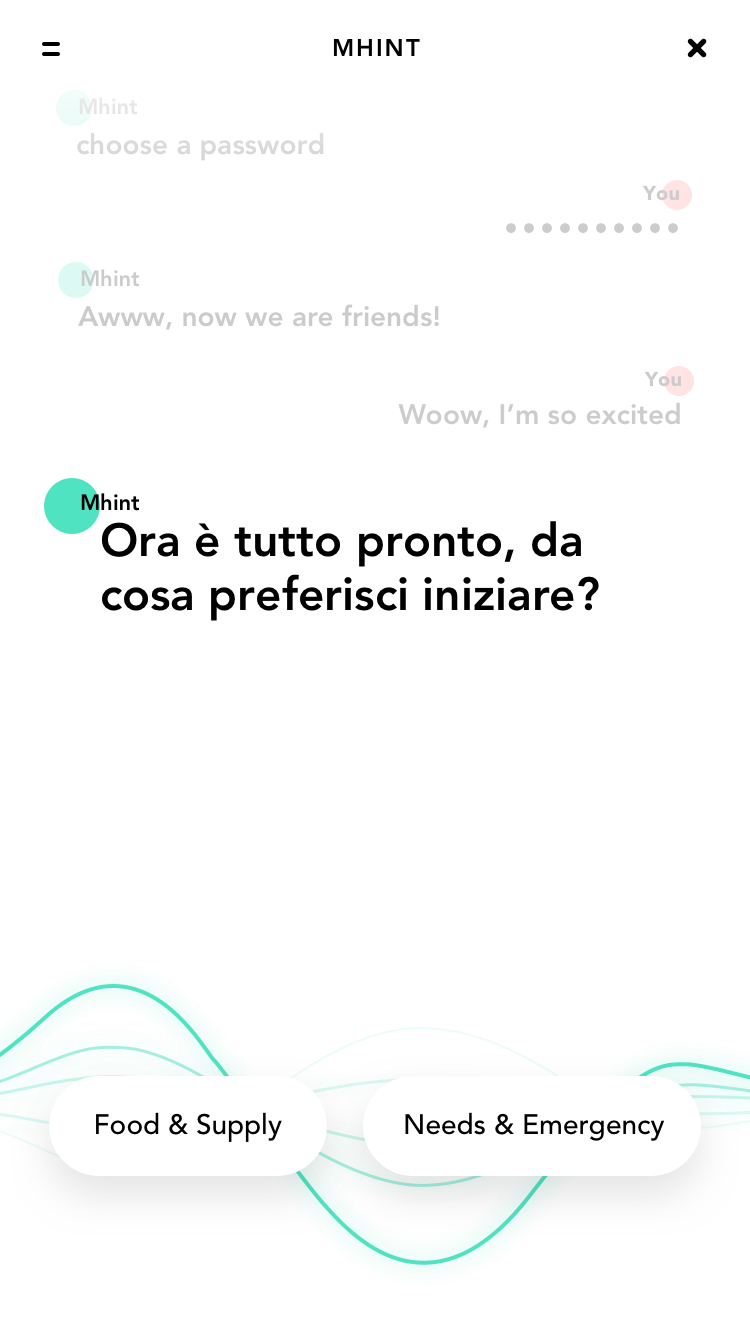 MHINT
Mhint
choose a password
You
••••••••••
Mhint
Awww, now we are friends!
You
Woow, I’m so excited
Mhint
Ora è tutto pronto, da
cosa preferisci iniziare?
Food & Supply
Needs & Emergency